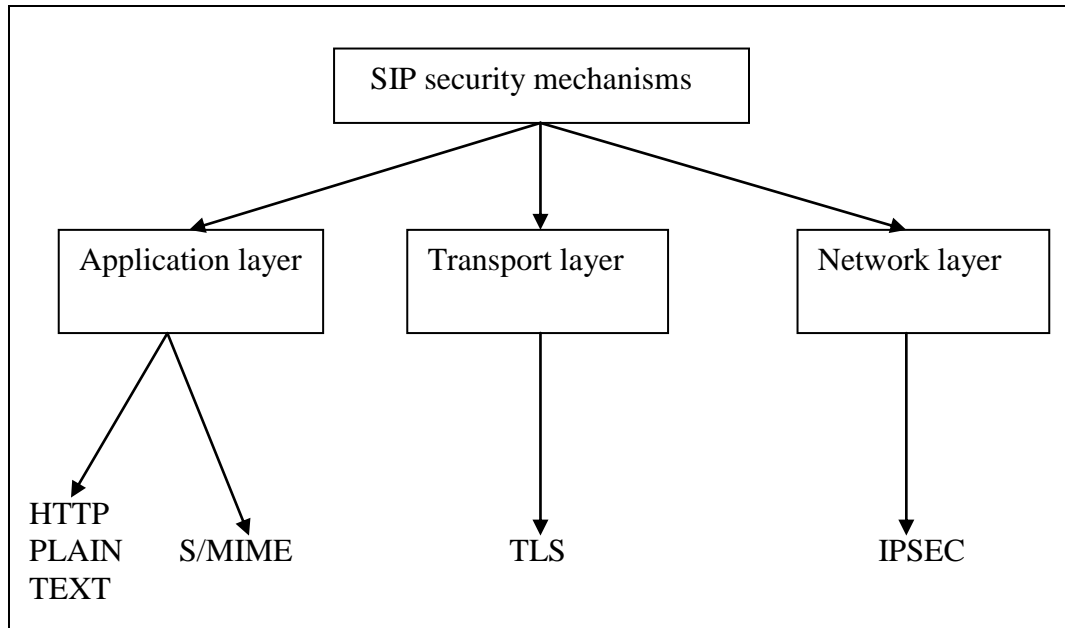 SIP security mechanisms
Application layer
Transport layer
Network layer
HTTP
PLAIN
TEXT
S/MIME
TLS
IPSEC